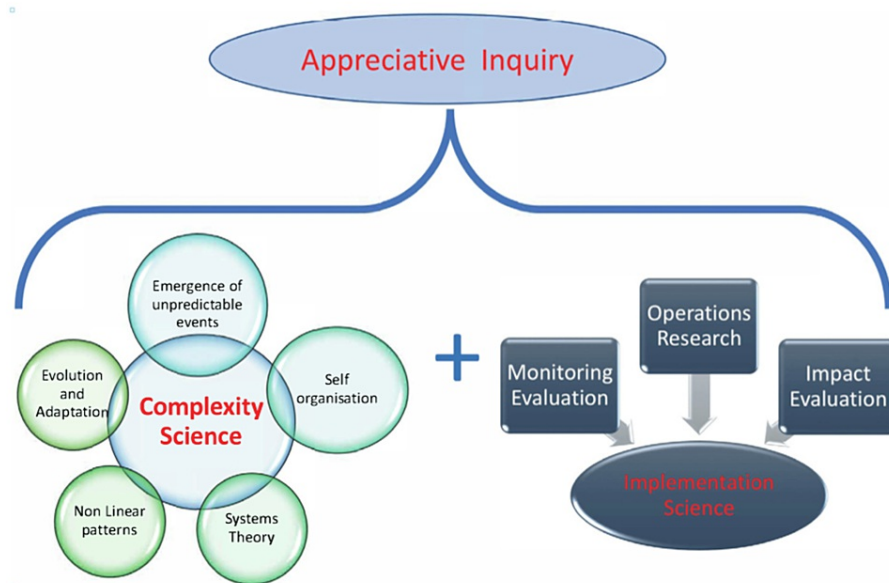 Appreciative Inquiry
Emergence of
unpredictable
events
Evolution
and
Adaptation
Complexity
Science
Self
organisation
Non Linear
patterns
Systems
Theory
+
Operations
Research
Monitoring
Evaluation
Impact
Evaluation
Implementation
Science